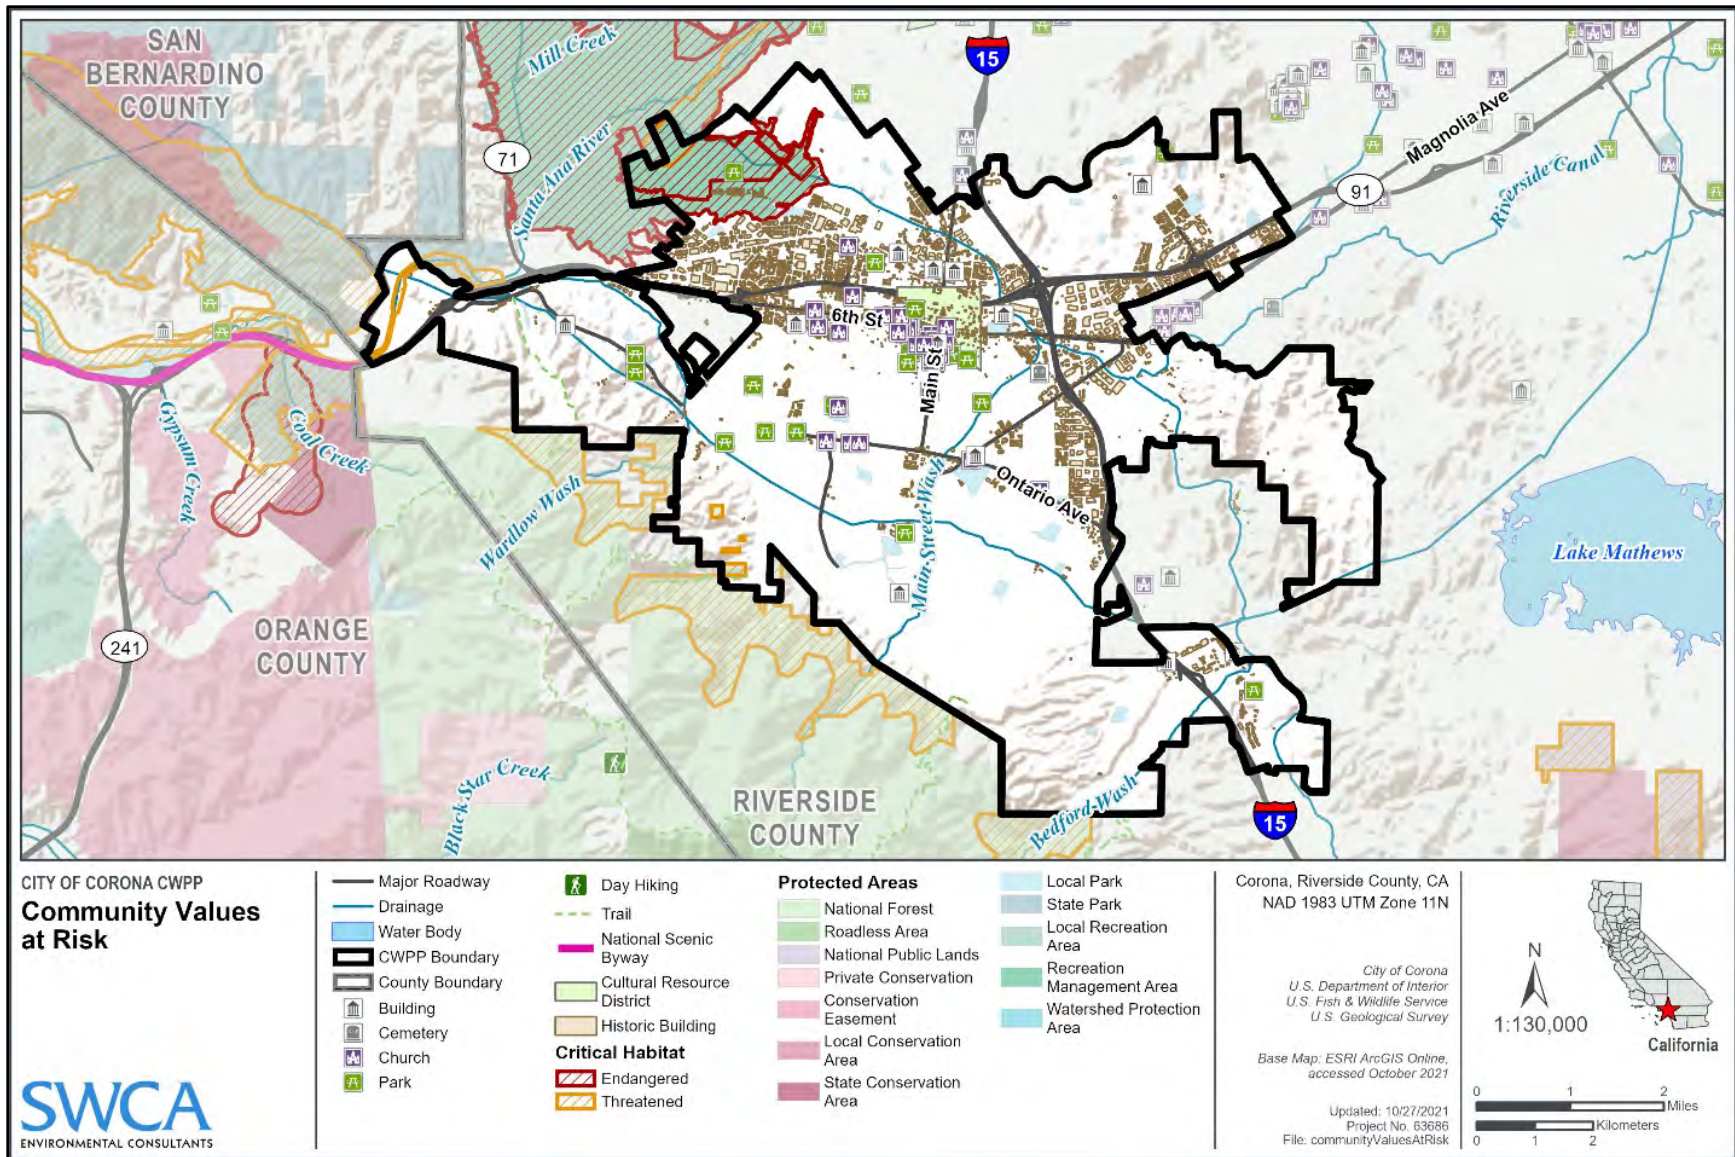 SAN
BERNARDINO
COUNTY
Mill Creek
15
71
Santa Ana River
Magnolia Ave
91
Riverside Canal
6th St
Main St
Gypsum Creek
Coal Creek
Wardlow Wash
Main Street Wash
Ontario Ave
Lake Mathews
241
ORANGE
COUNTY
Black Star Creek
RIVERSIDE
COUNTY
Bedford Wash
15
CITY OF CORONA CWPP
Community Values
at Risk
SWCA
ENVIRONMENTAL CONSULTANTS
Major Roadway
Drainage
Water Body
CWPP Boundary
County Boundary
Building
Cemetery
Church
Park
Day Hiking
Trail
National Scenic
Byway
Cultural Resource
District
Historic Building
Critical Habitat
Endangered
Threatened
Protected Areas
National Forest
Roadless Area
National Public Lands
Private Conservation
Conservation
Easement
Local Conservation
Area
State Conservation
Area
Local Park
State Park
Local Recreation
Area
Recreation
Management Area
Watershed Protection
Area
Corona, Riverside County, CA
NAD 1983 UTM Zone 11N
City of Corona
U.S. Department of Interior
U.S. Fish & Wildlife Service
U.S. Geological Survey
Base Map: ESRI ArcGIS Online,
accessed October 2021
Updated: 10/27/2021
Project No. 63686
File: communityValuesAtRisk
N
1:130,000
California
0 1 2
Miles
Kilometers
0 1 2